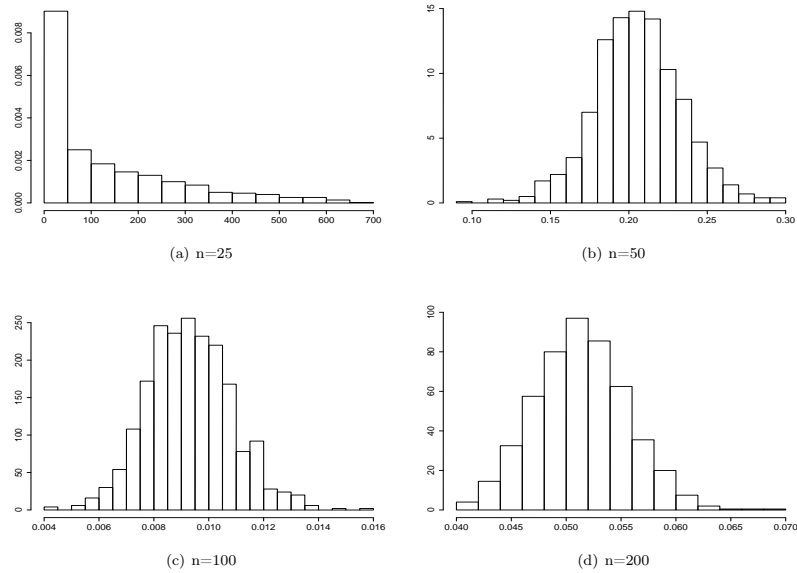 0.000 0.002 0.004 0.006 0.008
0 100 200 300 400 500 600 700
(a) n=25
0 5 10 15
0.10 0.15 0.20 0.25 0.30
(b) n=50
0 50 100 150 200 250
0.004 0.006 0.008 0.010 0.012 0.014 0.016
(c) n=100
0 20 40 60 80 100
0.040 0.045 0.050 0.055 0.060 0.065 0.070
(d) n=200